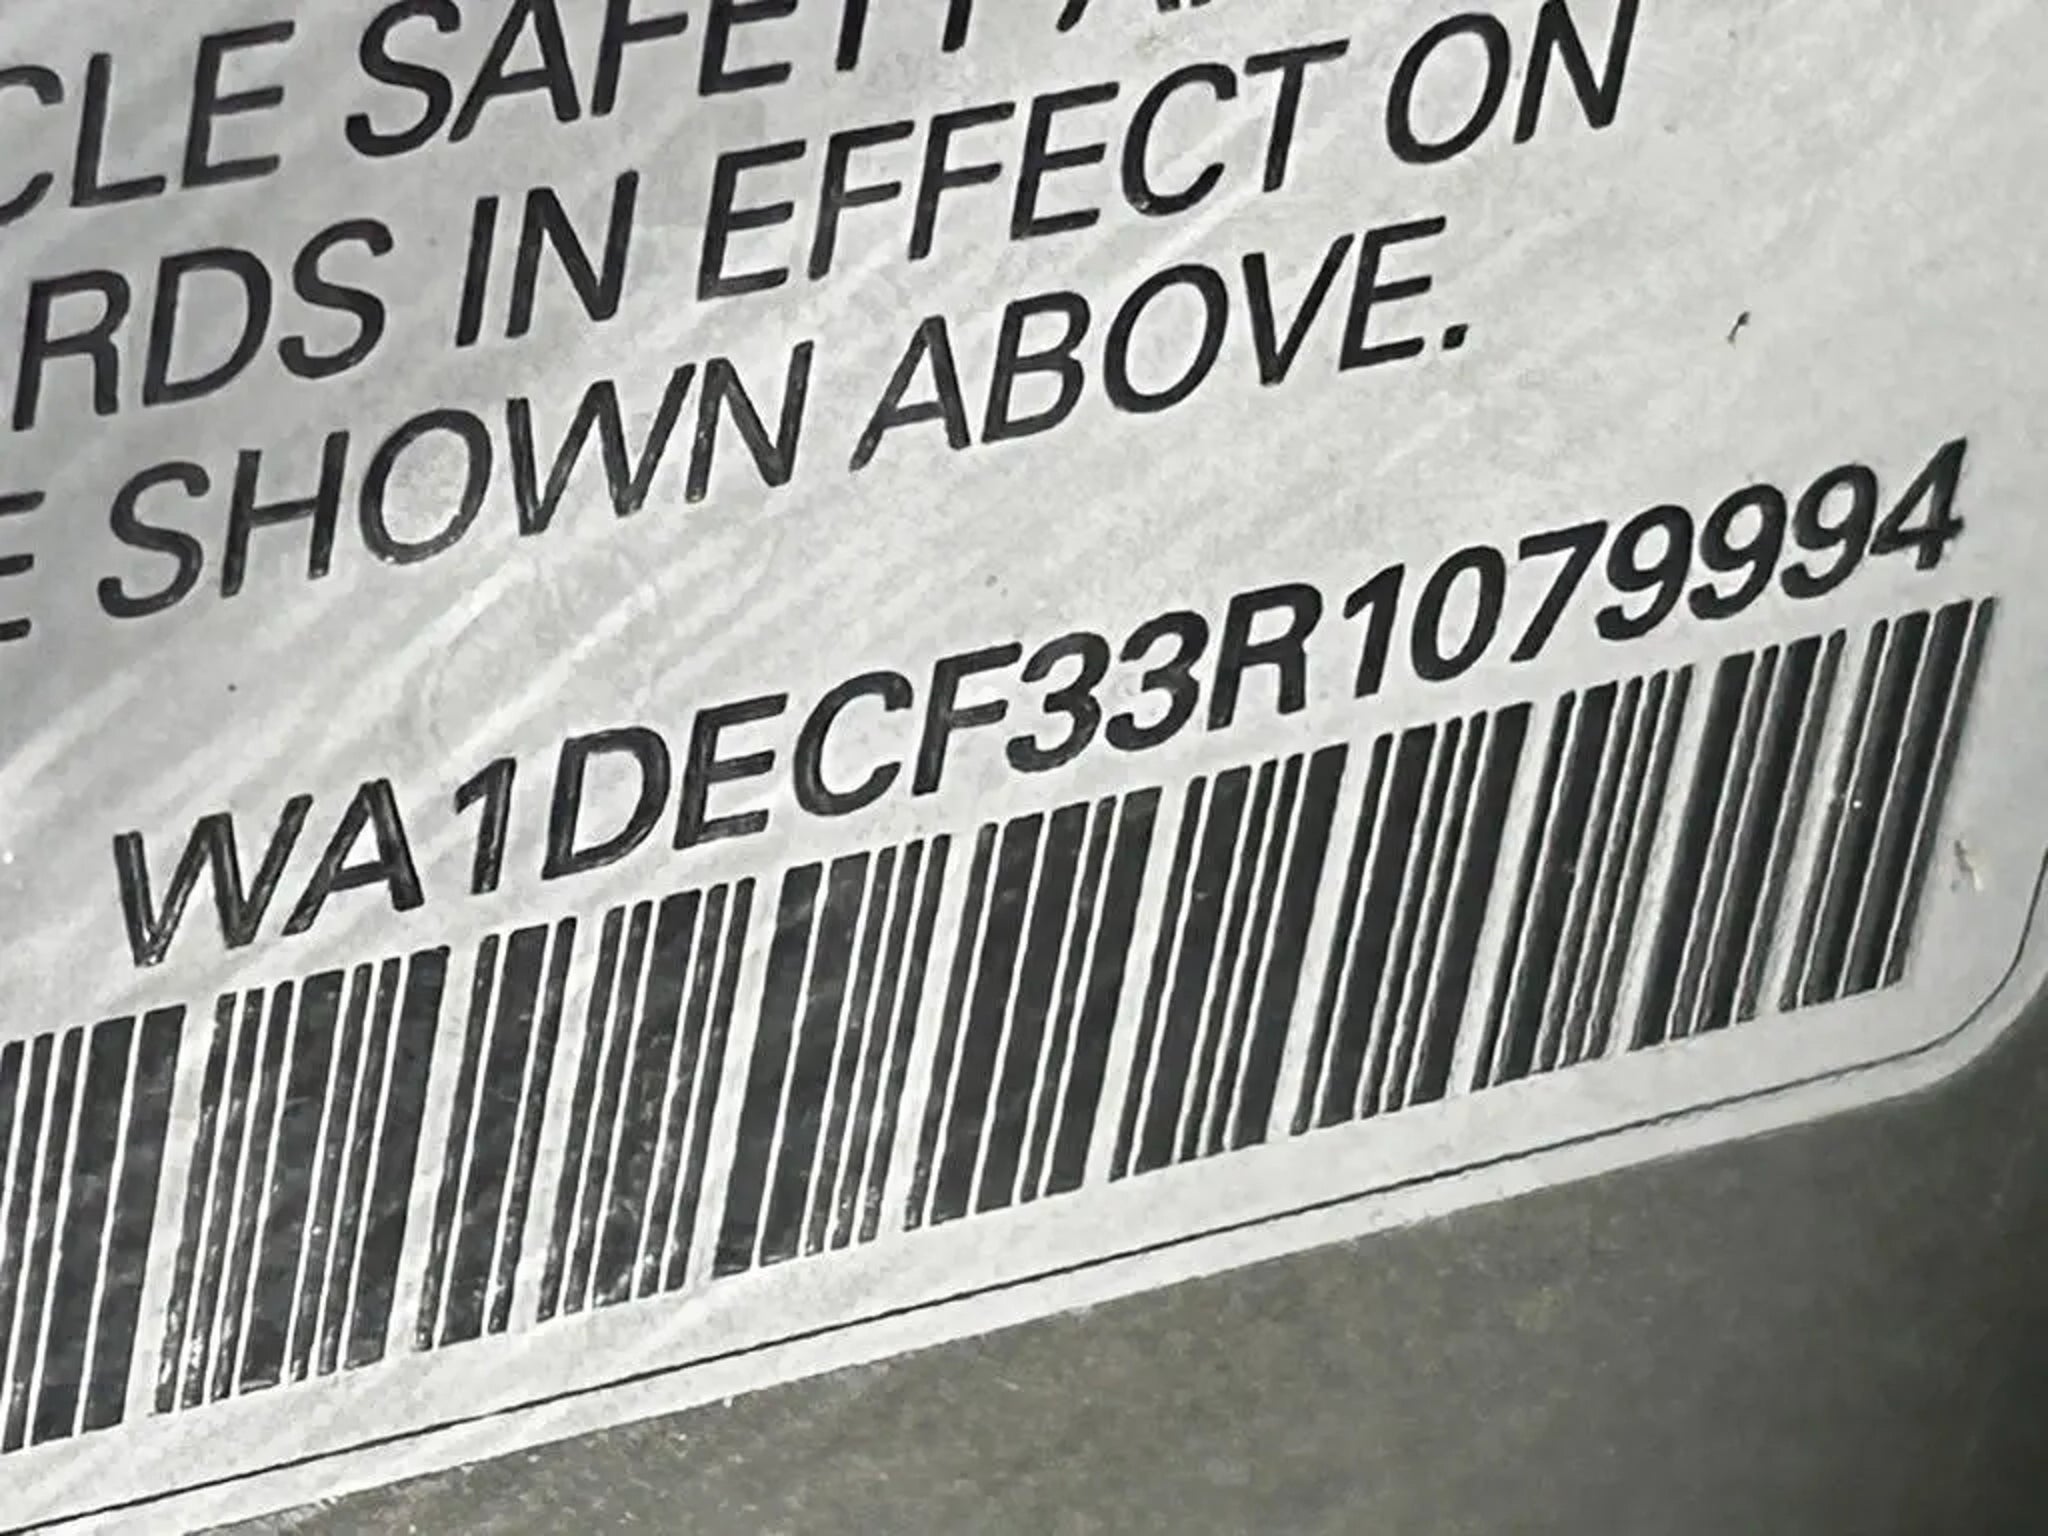 CLE SAFETY A
RDS IN EFFECT ON
E SHOWN ABOVE.
WA1DECF33R1079994